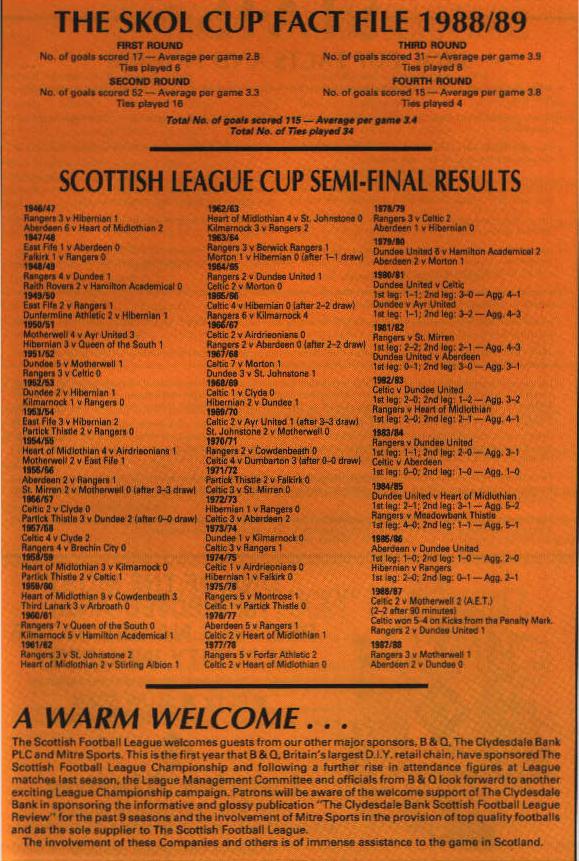 THE SKOL CUP FACT FILE 1988/89
FIRST ROUND
No. of goals scored 17 — Average per game 2.8
Ties played 6
SECOND ROUND
No. of goals scored 52 — Average per game 3.3
Ties played 16
THIRD ROUND
No. of goals scored 31 — Average per game 3.9
Ties played 8
FOURTH ROUND
No. of goals scored 15 — Average per game 3.8
Ties played 4
Total No. of goals scored 115 — Average per game 3.4
Total No. of Ties played 34
SCOTTISH LEAGUE CUP SEMI-FINAL RESULTS
1946/47
Rangers 3 v Hibernian 1
Aberdeen 6 v Heart of Midlothian 2
1947/48
East Fife 1 v Aberdeen 0
Falkirk 1 v Rangers 0
1948/49
Rangers 4 v Dundee 1
Raith Rovers 2 v Hamilton Academical 0
1949/50
East Fife 2 v Rangers 1
Dunfermline Athletic 2 v Hibernian 1
1950/51
Motherwell 4 v Ayr United 3
Hibernian 3 v Queen of the South 1
1951/52
Dundee 5 v Motherwell 1
Rangers 3 v Celtic 0
1952/53
Dundee 2 v Hibernian 1
Kilmarnock 1 v Rangers 0
1953/54
East Fife 3 v Hibernian 2
Partick Thistle 2 v Rangers 0
1954/55
Heart of Midlothian 4 v Airdrieonians 1
Motherwell 2 v East Fife 1
1955/56
Aberdeen 2 v Rangers 1
St. Mirren 2 v Motherwell 0 (after 3–3 draw)
1956/57
Celtic 2 v Clyde 0
Partick Thistle 3 v Dundee 2 (after 0–0 draw)
1957/58
Celtic 4 v Clyde 2
Rangers 4 v Brechin City 0
1958/59
Heart of Midlothian 3 v Kilmarnock 0
Partick Thistle 2 v Celtic 1
1959/60
Heart of Midlothian 9 v Cowdenbeath 3
Third Lanark 3 v Arbroath 0
1960/61
Rangers 7 v Queen of the South 0
Kilmarnock 5 v Hamilton Academical 1
1961/62
Rangers 3 v St. Johnstone 2
Heart of Midlothian 2 v Stirling Albion 1
1962/63
Heart of Midlothian 4 v St. Johnstone 0
Kilmarnock 3 v Rangers 2
1963/64
Rangers 3 v Berwick Rangers 1
Morton 1 v Hibernian 0 (after 1–1 draw)
1964/65
Rangers 2 v Dundee United 1
Celtic 2 v Morton 0
1965/66
Celtic 4 v Hibernian 0 (after 2–2 draw)
Rangers 6 v Kilmarnock 4
1966/67
Celtic 2 v Airdrieonians 0
Rangers 2 v Aberdeen 0 (after 2–2 draw)
1967/68
Celtic 7 v Morton 1
Dundee 3 v St. Johnstone 1
1968/69
Celtic 1 v Clyde 0
Hibernian 2 v Dundee 1
1969/70
Celtic 2 v Ayr United 1 (after 3–3 draw)
St. Johnstone 2 v Motherwell 0
1970/71
Rangers 2 v Cowdenbeath 0
Celtic 4 v Dumbarton 3 (after 0–0 draw)
1971/72
Partick Thistle 2 v Falkirk 0
Celtic 3 v St. Mirren 0
1972/73
Hibernian 1 v Rangers 0
Celtic 3 v Aberdeen 2
1973/74
Dundee 1 v Kilmarnock 0
Celtic 3 v Rangers 1
1974/75
Celtic 1 v Airdrieonians 0
Hibernian 1 v Falkirk 0
1975/76
Rangers 5 v Montrose 1
Celtic 1 v Partick Thistle 0
1976/77
Aberdeen 5 v Rangers 1
Celtic 2 v Heart of Midlothian 1
1977/78
Rangers 5 v Forfar Athletic 2
Celtic 2 v Heart of Midlothian 0
1978/79
Rangers 3 v Celtic 2
Aberdeen 1 v Hibernian 0
1979/80
Dundee United 6 v Hamilton Academical 2
Aberdeen 2 v Morton 1
1980/81
Dundee United v Celtic
1st leg: 1–1; 2nd leg: 3–0 — Agg. 4–1
Dundee v Ayr United
1st leg: 1–1; 2nd leg: 3–2 — Agg. 4–3
1981/82
Rangers v St. Mirren
1st leg: 2–2; 2nd leg: 2–1 — Agg. 4–3
Dundee United v Aberdeen
1st leg: 0–1; 2nd leg: 3–0 — Agg. 3–1
1982/83
Celtic v Dundee United
1st leg: 2–0; 2nd leg: 1–2 — Agg. 3–2
Rangers v Heart of Midlothian
1st leg: 2–0; 2nd leg: 2–1 — Agg. 4–1
1983/84
Rangers v Dundee United
1st leg: 1–1; 2nd leg: 2–0 — Agg. 3–1
Celtic v Aberdeen
1st leg: 0–0; 2nd leg: 1–0 — Agg. 1–0
1984/85
Dundee United v Heart of Midlothian
1st leg: 2–1; 2nd leg: 3–1 — Agg. 5–2
Rangers v Meadowbank Thistle
1st leg: 4–0; 2nd leg: 1–1 — Agg. 5–1
1985/86
Aberdeen v Dundee United
1st leg: 1–0; 2nd leg: 1–0 — Agg. 2–0
Hibernian v Rangers
1st leg: 2–0; 2nd leg: 0–1 — Agg. 2–1
1986/87
Celtic 2 v Motherwell 2 (A.E.T.)
(2–2 after 90 minutes)
Celtic won 5–4 on Kicks from the Penalty Mark.
Rangers 2 v Dundee United 1
1987/88
Rangers 3 v Motherwell 1
Aberdeen 2 v Dundee 0
A WARM WELCOME . . .
The Scottish Football League welcomes guests from our other major sponsors, B & Q, The Clydesdale Bank
PLC and Mitre Sports. This is the first year that B & Q, Britain's largest D.I.Y. retail chain, have sponsored The
Scottish Football League Championship and following a further rise in attendance figures at League
matches last season, the League Management Committee and officials from B & Q look forward to another
exciting League Championship campaign. Patrons will be aware of the welcome support of The Clydesdale
Bank in sponsoring the informative and glossy publication "The Clydesdale Bank Scottish Football League
Review" for the past 9 seasons and the involvement of Mitre Sports in the provision of top quality footballs
and as the sole supplier to The Scottish Football League.
The involvement of these Companies and others is of immense assistance to the game in Scotland.